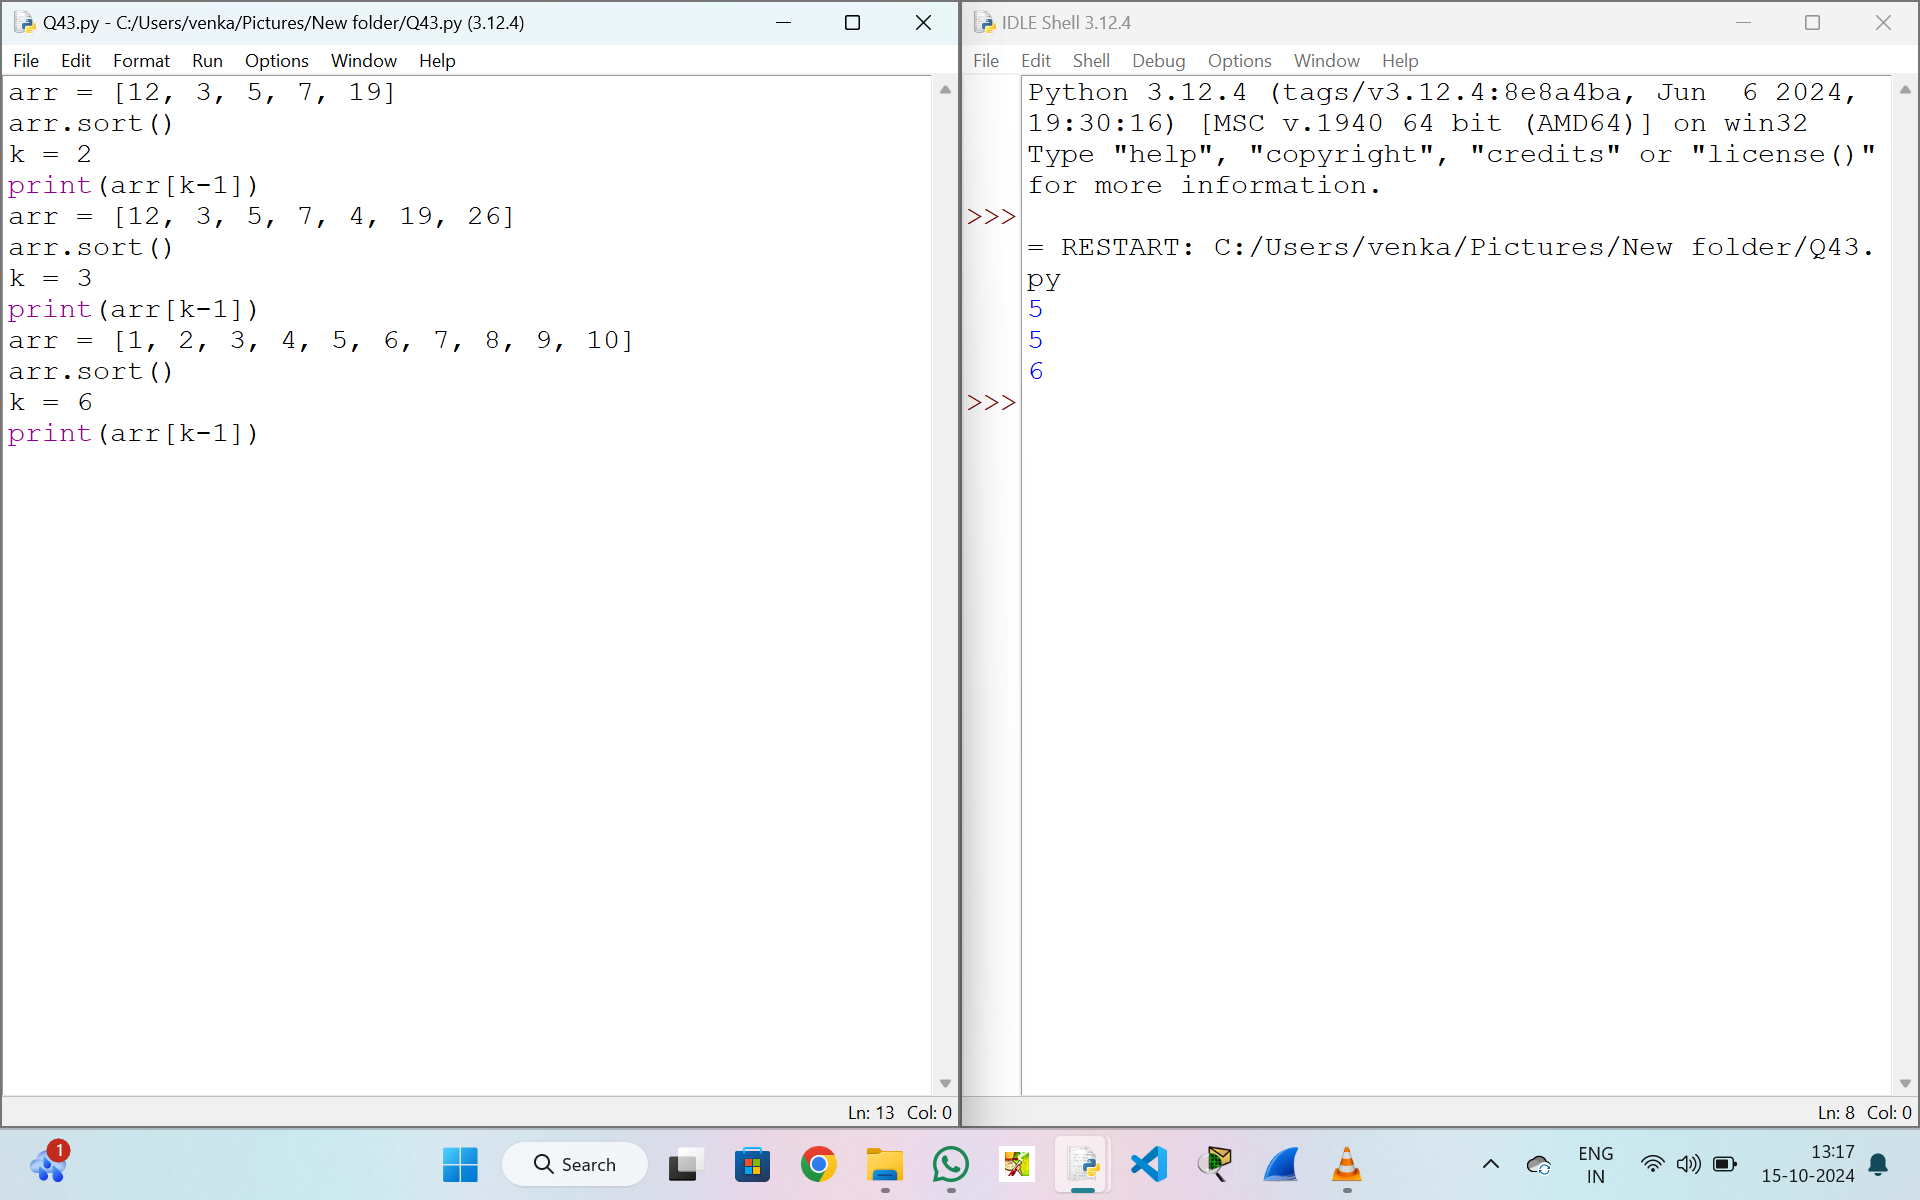 Q43.py - C:/Users/venka/Pictures/New folder/Q43.py (3.12.4)
File Edit Format Run Options Window Help
arr = [12, 3, 5, 7, 19]
arr.sort()
k = 2
print(arr[k-1])
arr = [12, 3, 5, 7, 4, 19, 26]
arr.sort()
k = 3
print(arr[k-1])
arr = [1, 2, 3, 4, 5, 6, 7, 8, 9, 10]
arr.sort()
k = 6
print(arr[k-1])
Ln: 13 Col: 0
IDLE Shell 3.12.4
File Edit Shell Debug Options Window Help
Python 3.12.4 (tags/v3.12.4:8e8a4ba, Jun  6 2024,
19:30:16) [MSC v.1940 64 bit (AMD64)] on win32
Type "help", "copyright", "credits" or "license()"
for more information.
>>>
= RESTART: C:/Users/venka/Pictures/New folder/Q43.
py
5
5
6
>>>
Ln: 8 Col: 0
1
Search
ENG
IN
13:17
15-10-2024